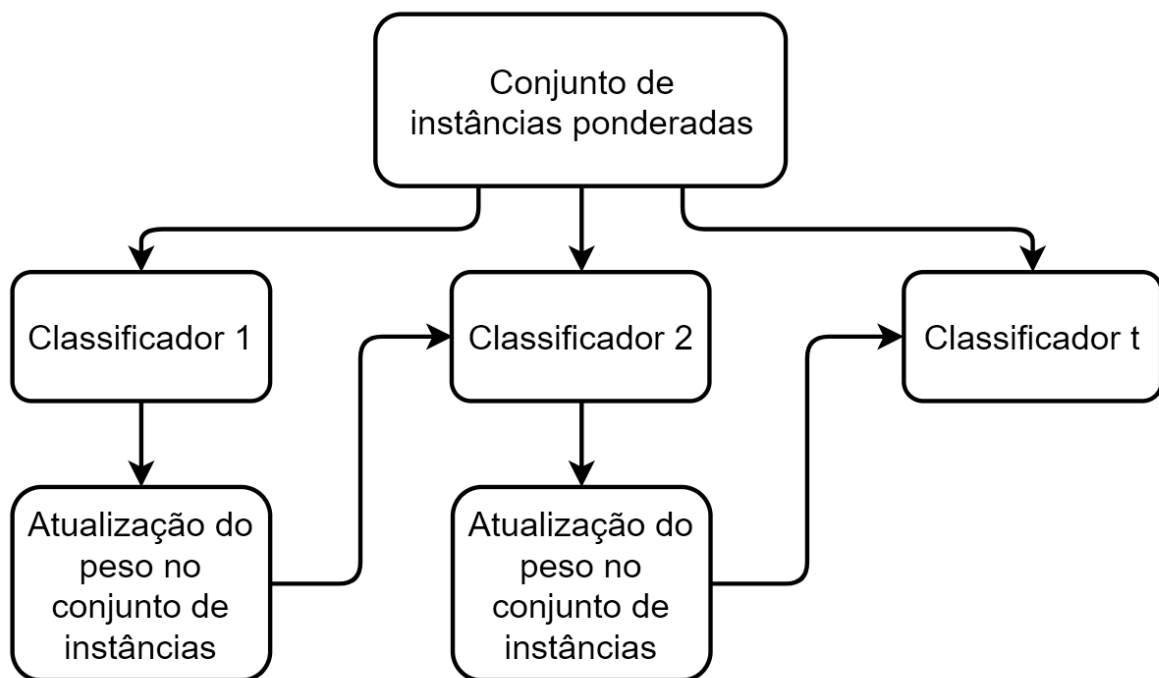 Conjunto de
instâncias ponderadas
Classificador 1
Classificador 2
Classificador t
Atualização do
peso no
conjunto de
instâncias
Atualização do
peso no
conjunto de
instâncias